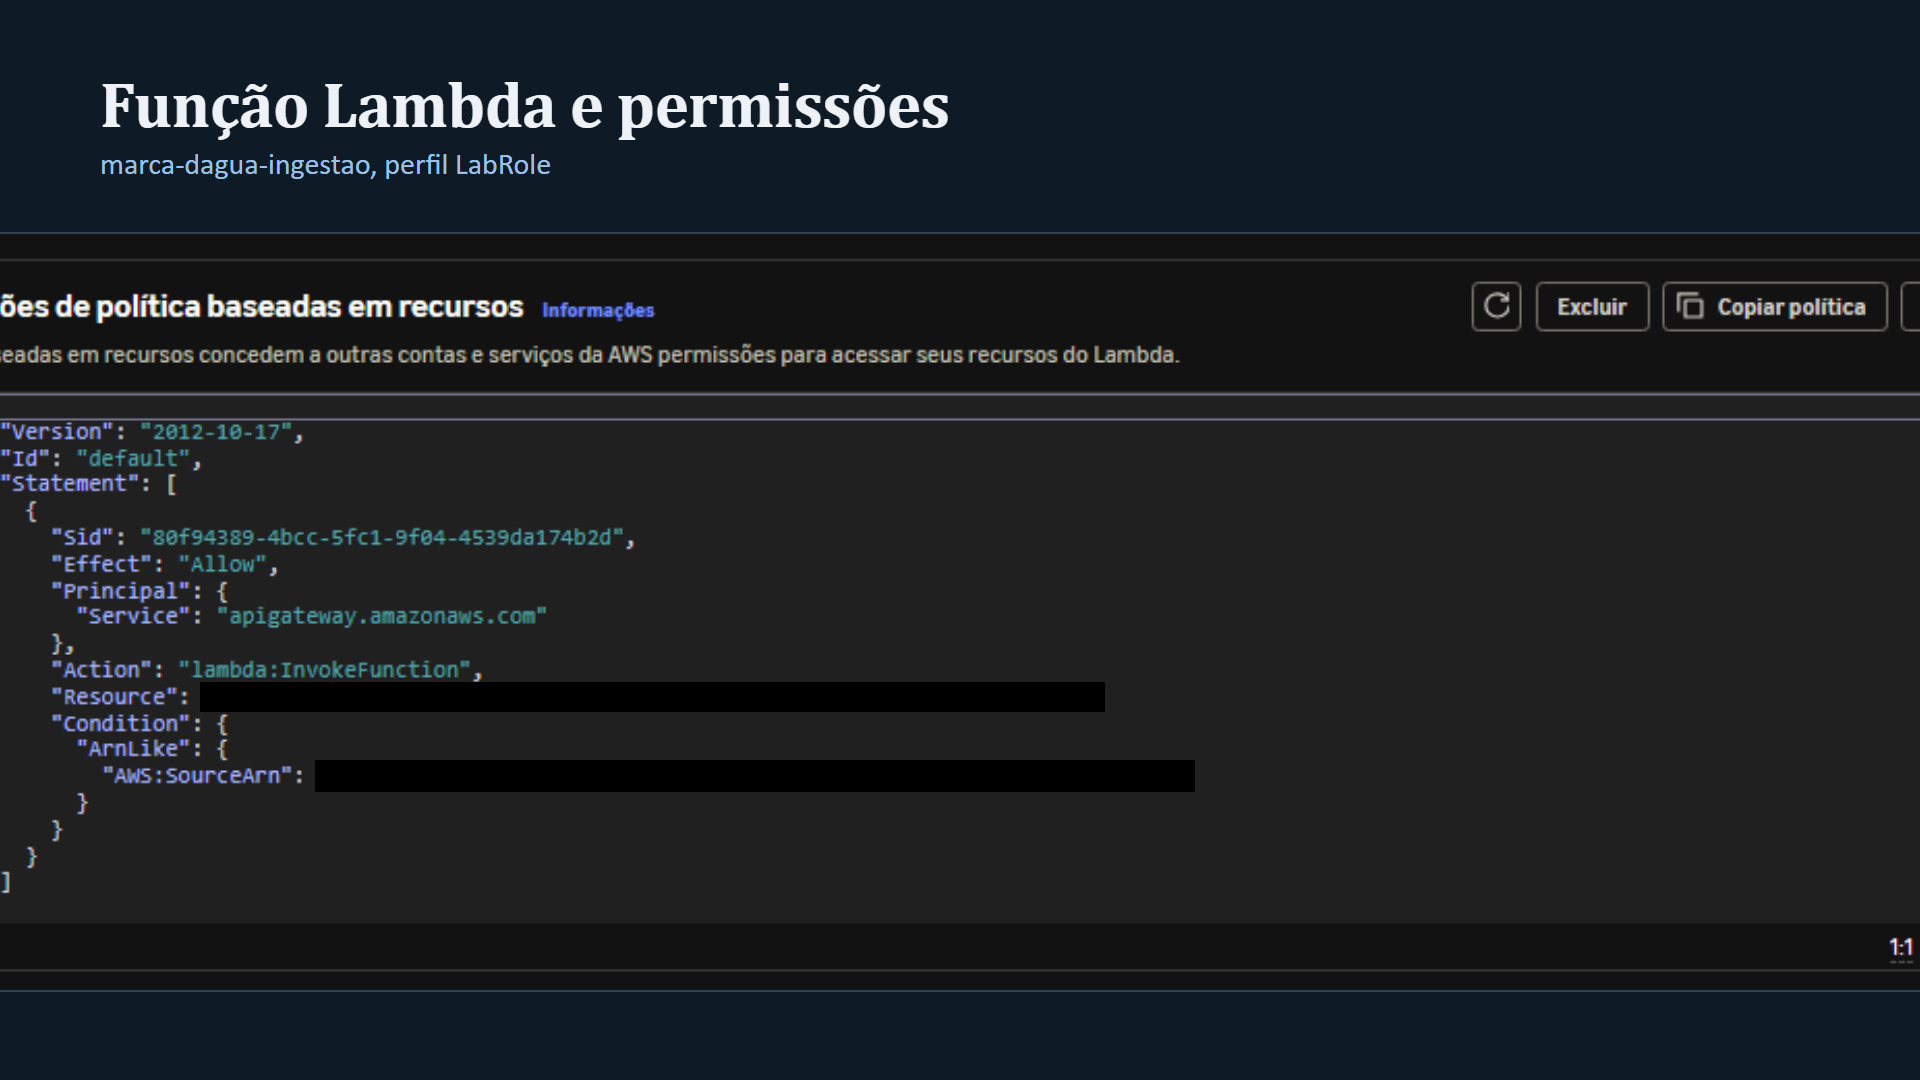 Função Lambda e permissões
marca-dagua-ingestao, perfil LabRole
ões de política baseadas em recursos Informações
Excluir
Copiar política
seadas em recursos concedem a outras contas e serviços da AWS permissões para acessar seus recursos do Lambda.
"Version": "2012-10-17",
"Id": "default",
"Statement": [
{
"Sid": "80f94389-4bcc-5fc1-9f04-4539da174b2d",
"Effect": "Allow",
"Principal": {
"Service": "apigateway.amazonaws.com"
},
"Action": "lambda:InvokeFunction",
"Resource":
"Condition": {
"ArnLike": {
"AWS:SourceArn":
}
}
}
]
1:1